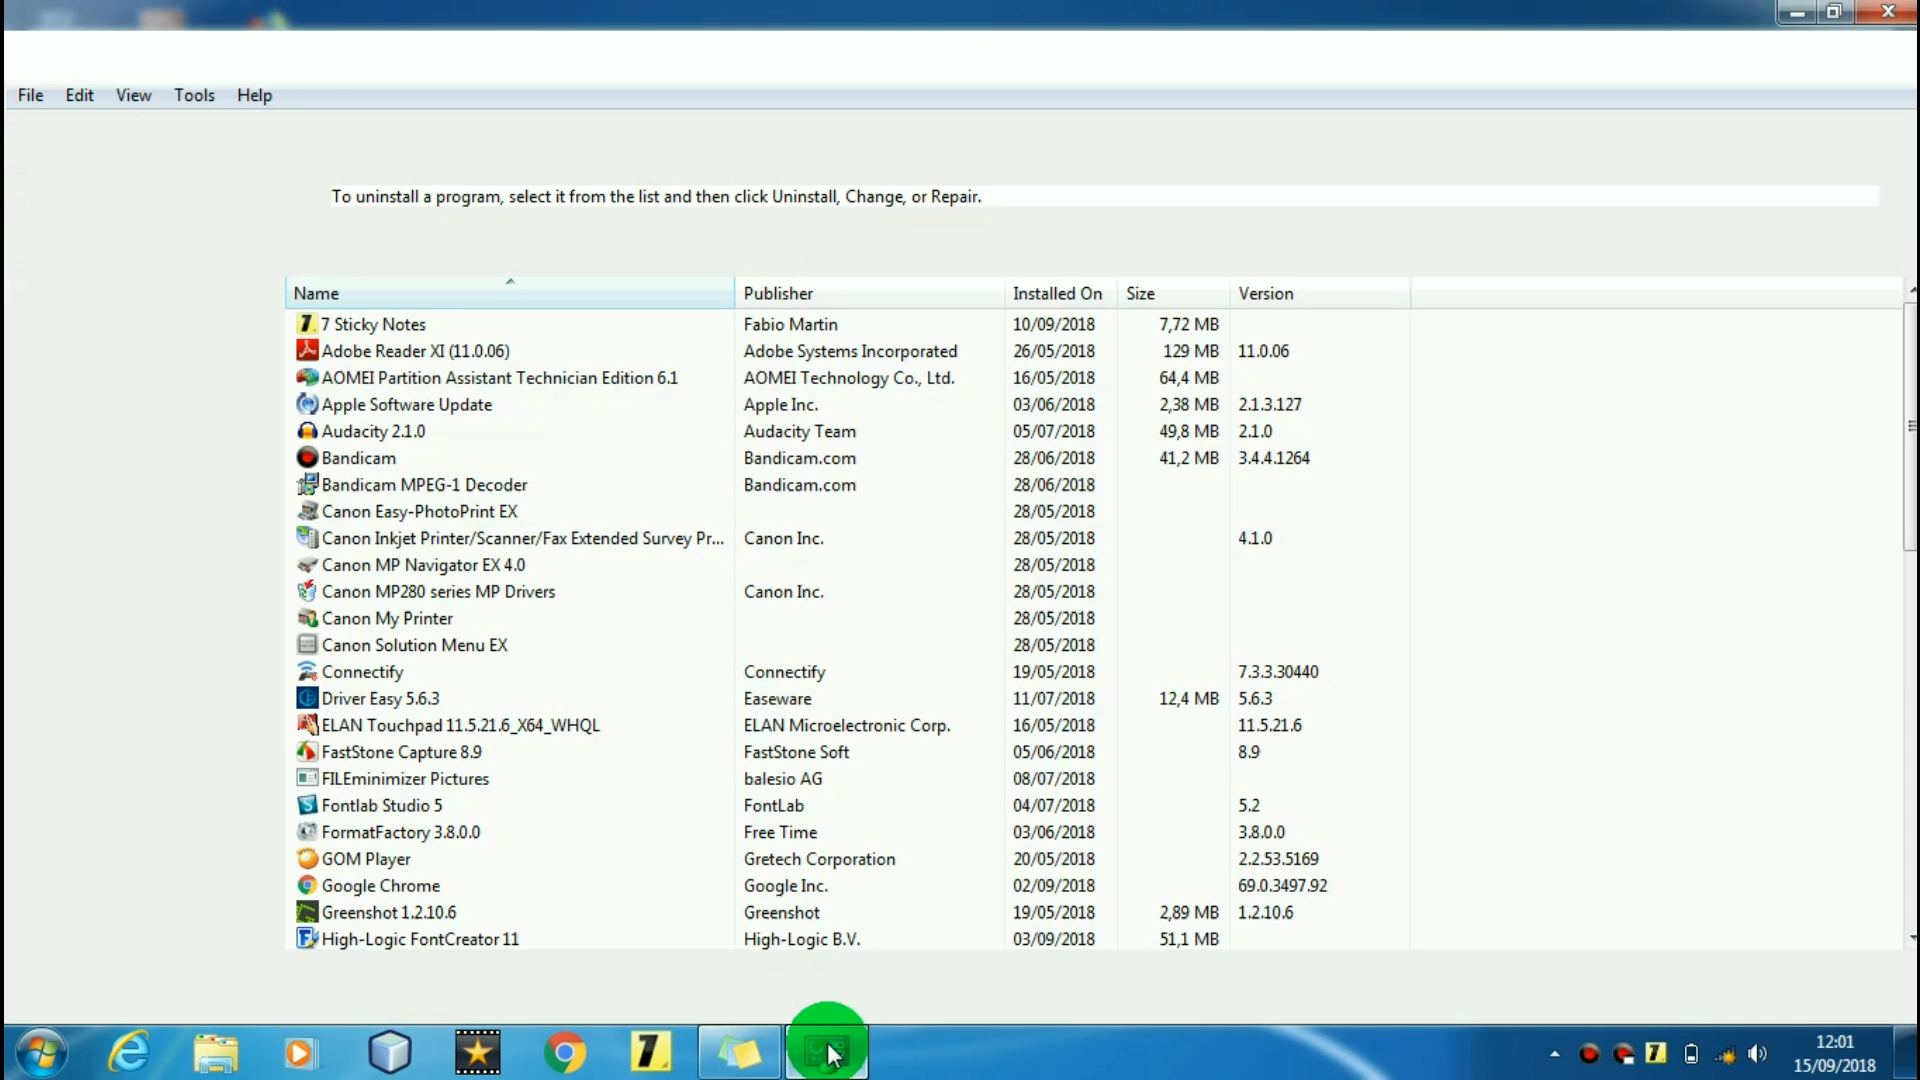 File Edit View Tools Help
To uninstall a program, select it from the list and then click Uninstall, Change, or Repair.
Name Publisher Installed On Size Version
7 Sticky Notes Fabio Martin 10/09/2018 7,72 MB
Adobe Reader XI (11.0.06) Adobe Systems Incorporated 26/05/2018 129 MB 11.0.06
AOMEI Partition Assistant Technician Edition 6.1 AOMEI Technology Co., Ltd. 16/05/2018 64,4 MB
Apple Software Update Apple Inc. 03/06/2018 2,38 MB 2.1.3.127
Audacity 2.1.0 Audacity Team 05/07/2018 49,8 MB 2.1.0
Bandicam Bandicam.com 28/06/2018 41,2 MB 3.4.4.1264
Bandicam MPEG-1 Decoder Bandicam.com 28/06/2018
Canon Easy-PhotoPrint EX 28/05/2018
Canon Inkjet Printer/Scanner/Fax Extended Survey Pr... Canon Inc. 28/05/2018 4.1.0
Canon MP Navigator EX 4.0 28/05/2018
Canon MP280 series MP Drivers Canon Inc. 28/05/2018
Canon My Printer 28/05/2018
Canon Solution Menu EX 28/05/2018
Connectify Connectify 19/05/2018 7.3.3.30440
Driver Easy 5.6.3 Easeware 11/07/2018 12,4 MB 5.6.3
ELAN Touchpad 11.5.21.6_X64_WHQL ELAN Microelectronic Corp. 16/05/2018 11.5.21.6
FastStone Capture 8.9 FastStone Soft 05/06/2018 8.9
FILEminimizer Pictures balesio AG 08/07/2018
Fontlab Studio 5 FontLab 04/07/2018 5.2
FormatFactory 3.8.0.0 Free Time 03/06/2018 3.8.0.0
GOM Player Gretech Corporation 20/05/2018 2.2.53.5169
Google Chrome Google Inc. 02/09/2018 69.0.3497.92
Greenshot 1.2.10.6 Greenshot 19/05/2018 2,89 MB 1.2.10.6
High-Logic FontCreator 11 High-Logic B.V. 03/09/2018 51,1 MB
12:01
15/09/2018